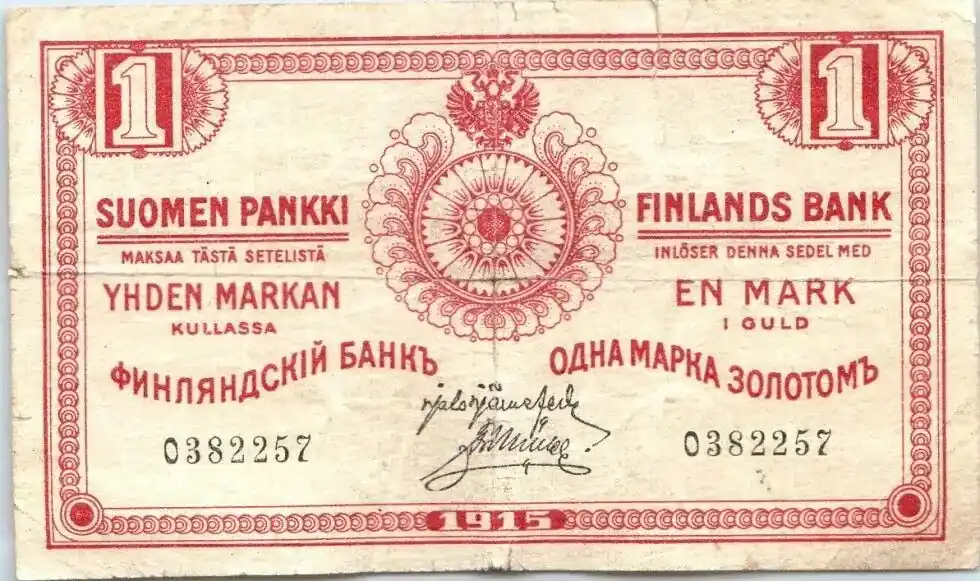 1 1
SUOMEN PANKKI
MAKSAA TÄSTÄ SETELISTÄ
YHDEN MARKAN
KULLASSA
FINLANDS BANK
INLÖSER DENNA SEDEL MED
EN MARK
I GULD
ФИНЛЯНДСКІЙ БАНКЪ
ОДНА МАРКА ЗОЛОТОМЪ
0382257
0382257
1915